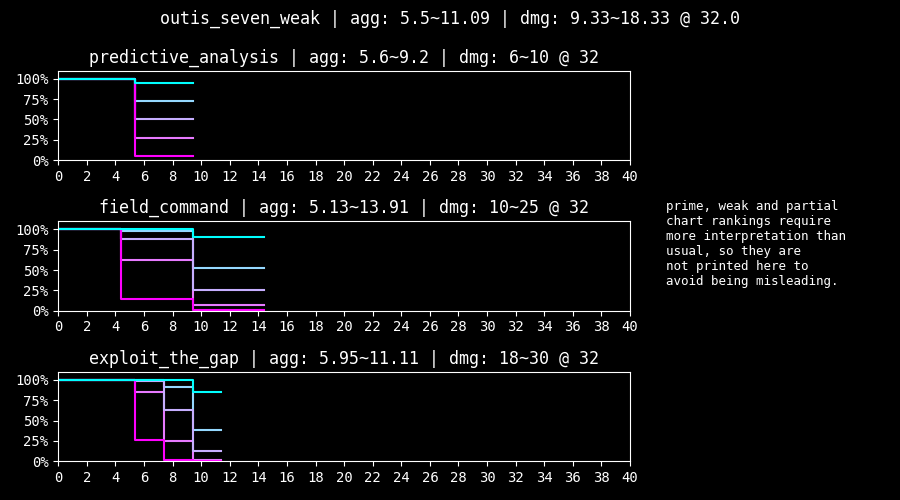 outis_seven_weak | agg: 5.5~11.09 | dmg: 9.33~18.33 @ 32.0
predictive_analysis | agg: 5.6~9.2 | dmg: 6~10 @ 32
100%
75%
50%
25%
0%
0 2 4 6 8 10 12 14 16 18 20 22 24 26 28 30 32 34 36 38 40
field_command | agg: 5.13~13.91 | dmg: 10~25 @ 32
100%
75%
50%
25%
0%
0 2 4 6 8 10 12 14 16 18 20 22 24 26 28 30 32 34 36 38 40
prime, weak and partial
chart rankings require
more interpretation than
usual, so they are
not printed here to
avoid being misleading.
exploit_the_gap | agg: 5.95~11.11 | dmg: 18~30 @ 32
100%
75%
50%
25%
0%
0 2 4 6 8 10 12 14 16 18 20 22 24 26 28 30 32 34 36 38 40